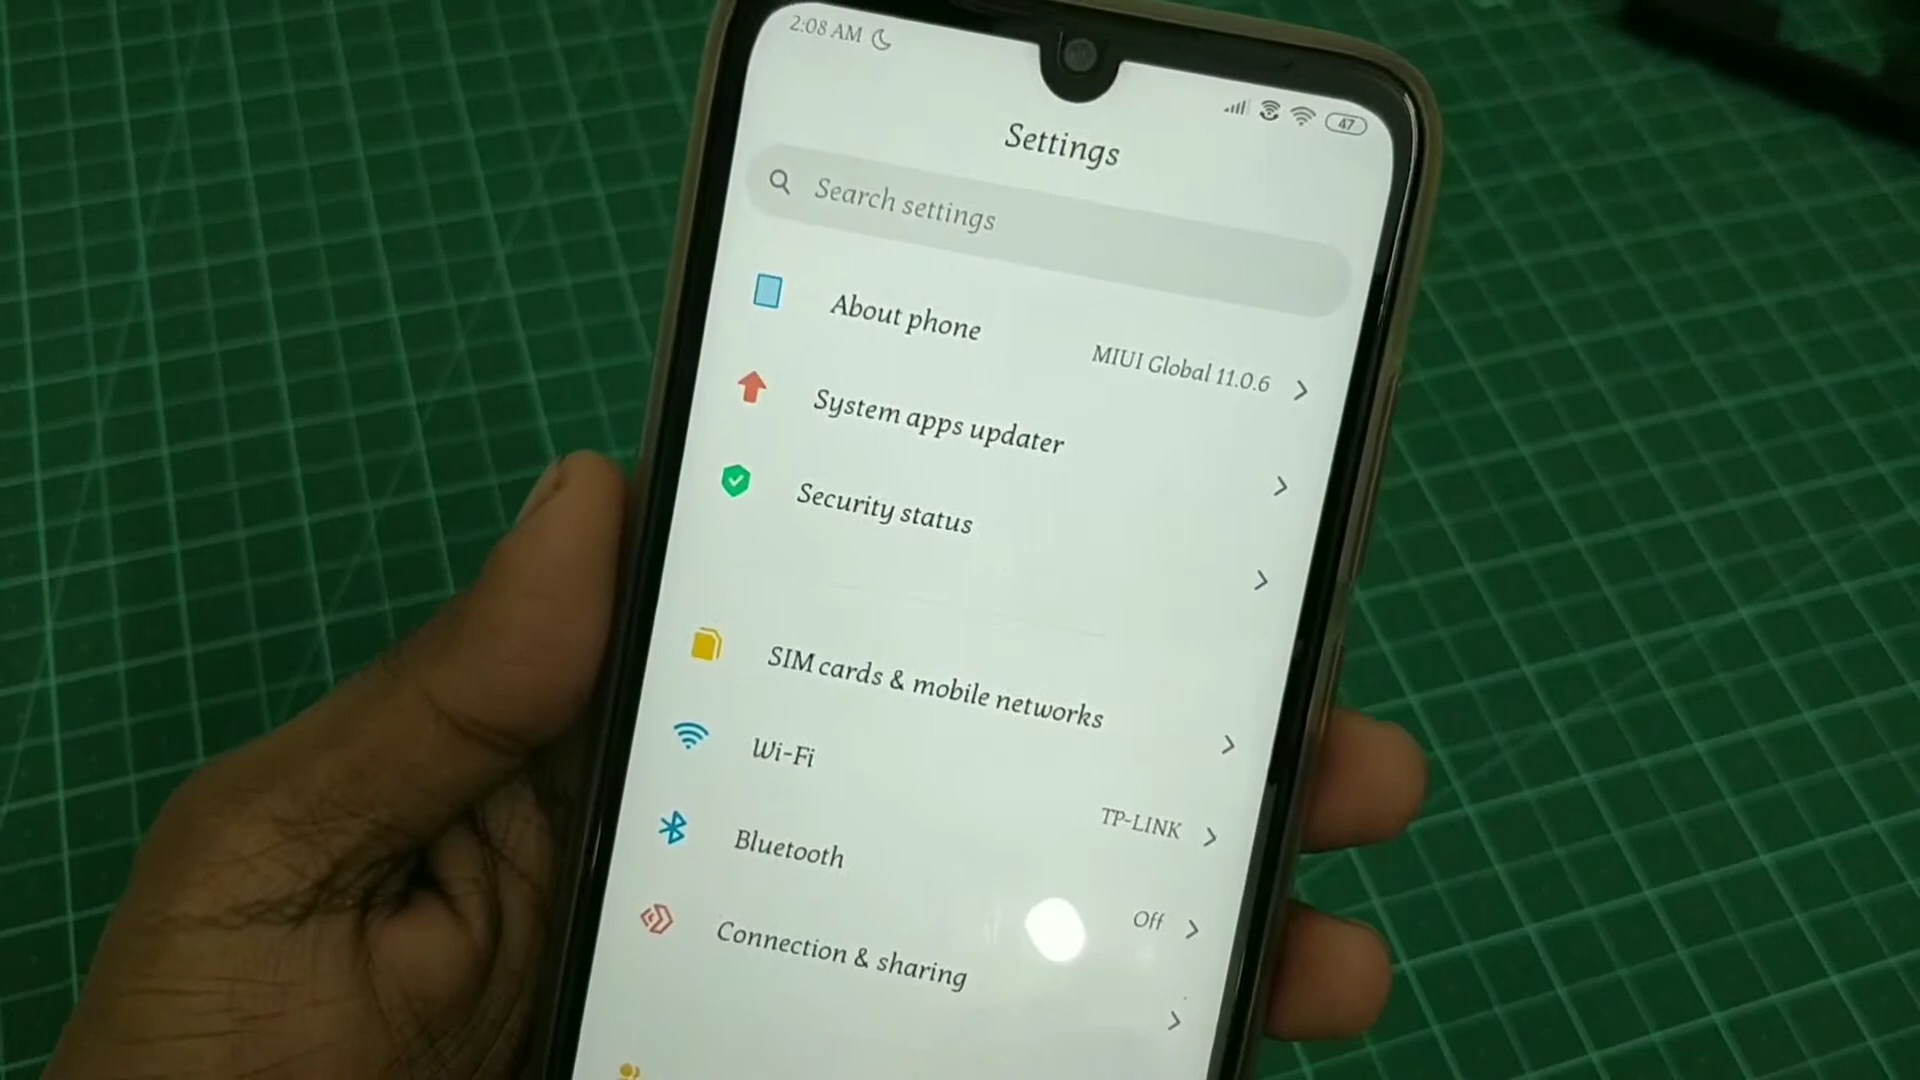 2:08 AM
47
Settings
Search settings
About phone
MIUI Global 11.0.6
System apps updater
Security status
SIM cards & mobile networks
Wi-Fi
TP-LINK
Bluetooth
Off
Connection & sharing